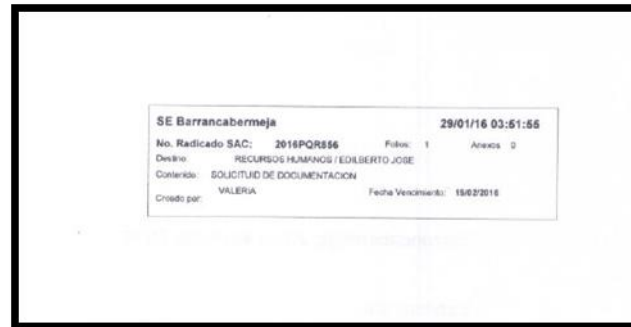 SE Barrancabermeja 29/01/16 03:51:55
No. Radicado SAC: 2016PQR856 Folios: 1 Anexos 0
Destino RECURSOS HUMANOS / EDILBERTO JOSE
Contenido: SOLICITUID DE DOCUMENTACION
Creado por: VALERIA Fecha Vencimiento: 15/02/2016